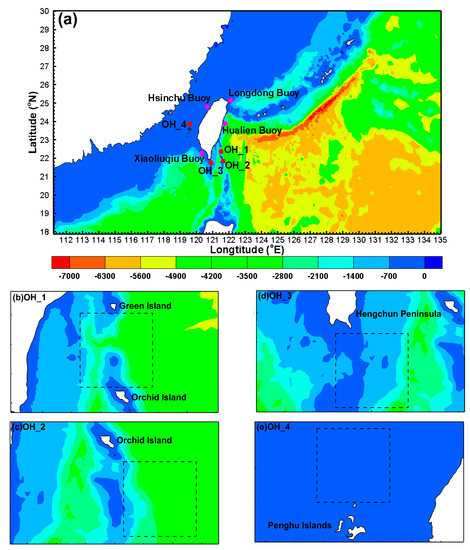 (a)
30
29
28
27
26
25
24
23
22
21
20
19
18
Latitude (°N)
Longdong Buoy
Hsinchu Buoy
OH_4
Hualien Buoy
OH_1
Xiaoliuqiu Buoy
OH_2
OH_3
112 113 114 115 116 117 118 119 120 121 122 123 124 125 126 127 128 129 130 131 132 133 134 135
Longtitude (°E)
-7000 -6300 -5600 -4900 -4200 -3500 -2800 -2100 -1400 -700 0
(b)OH_1
Green Island
Orchid Island
(d)OH_3
Hengchun Peninsula
(c)OH_2
Orchid Island
(e)OH_4
Penghu Islands